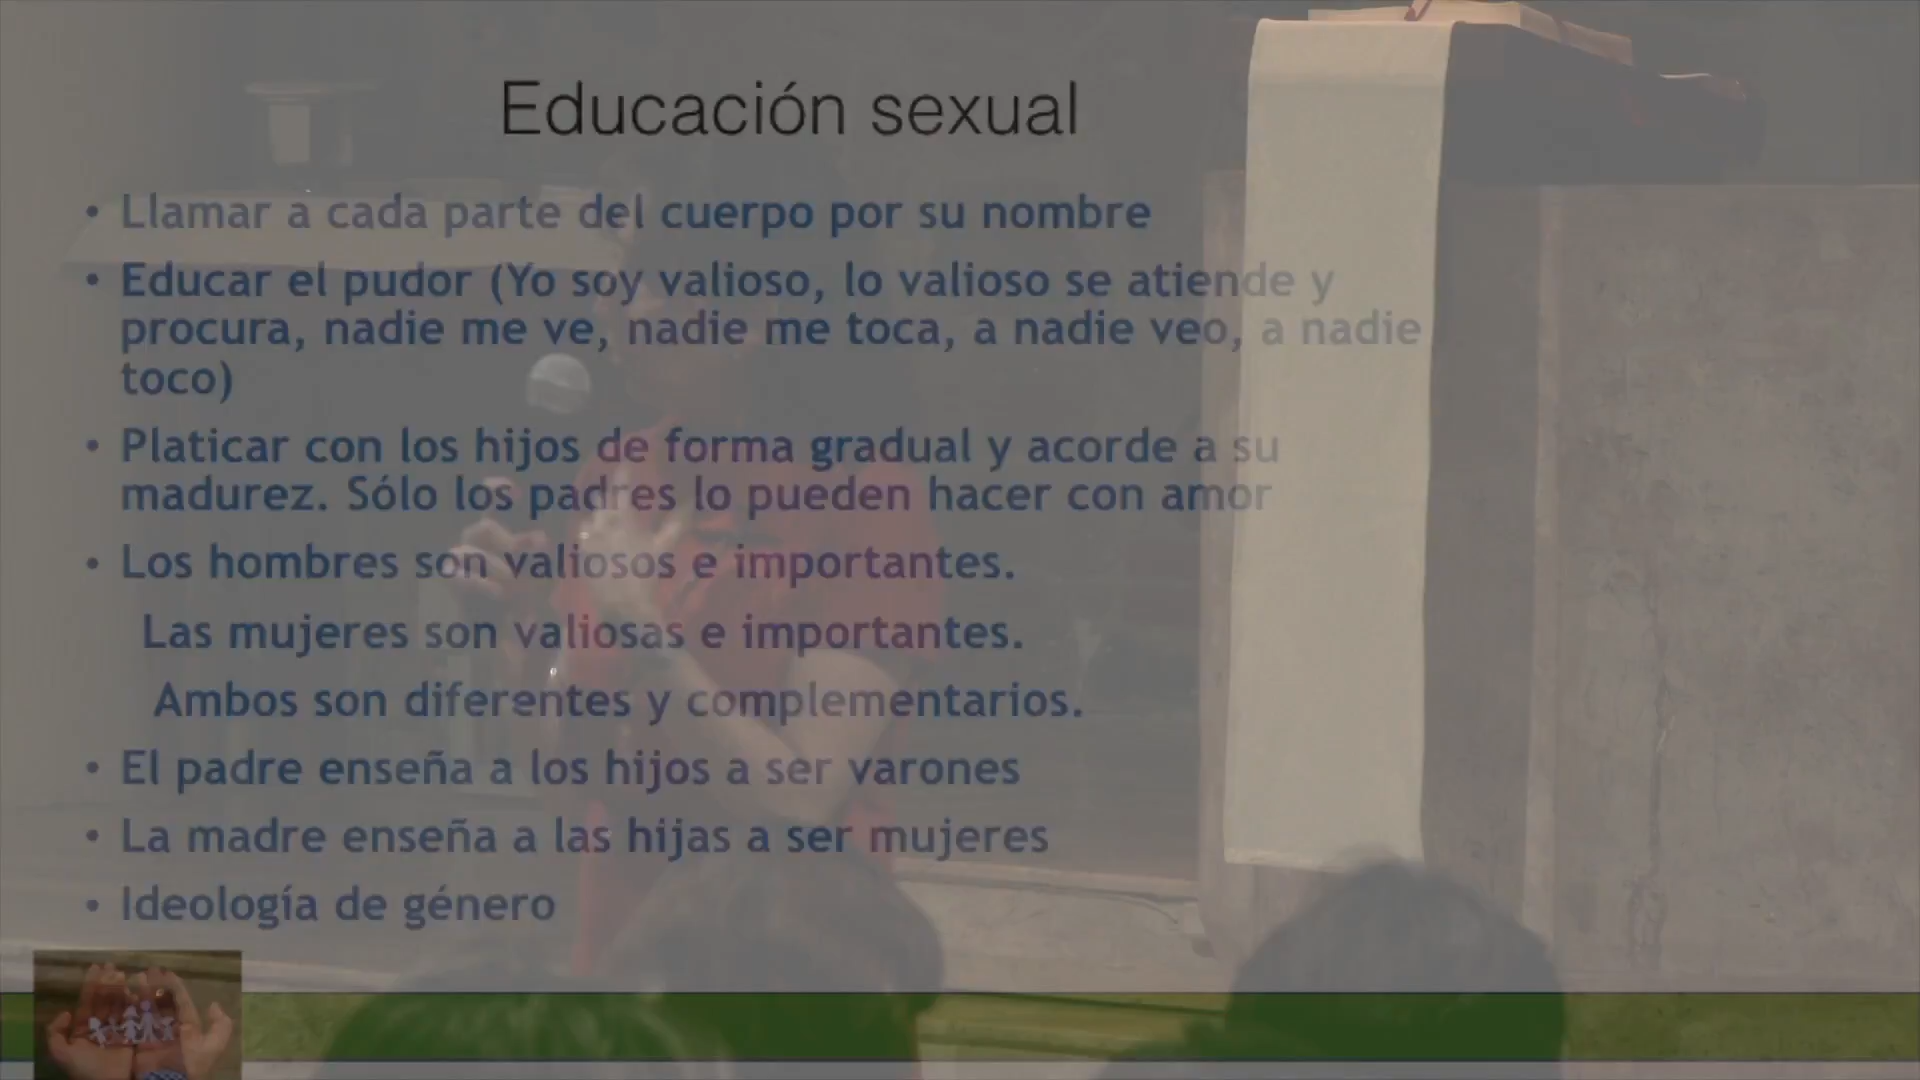 Educación sexual
• Llamar a cada parte del cuerpo por su nombre
• Educar el pudor (Yo soy valioso, lo valioso se atiende y
procura, nadie me ve, nadie me toca, a nadie veo, a nadie
toco)
• Platicar con los hijos de forma gradual y acorde a su
madurez. Sólo los padres lo pueden hacer con amor
• Los hombres son valiosos e importantes.
Las mujeres son valiosas e importantes.
Ambos son diferentes y complementarios.
• El padre enseña a los hijos a ser varones
• La madre enseña a las hijas a ser mujeres
• Ideología de género